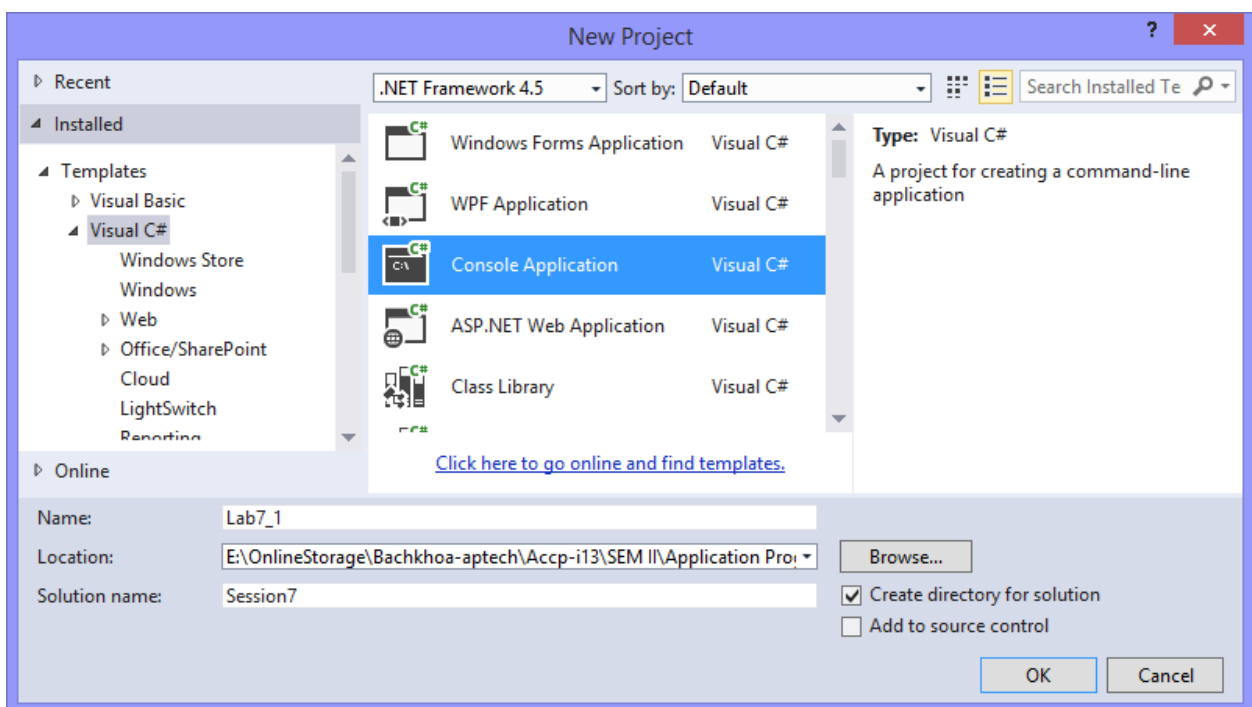 New Project
?
×
Recent
.NET Framework 4.5
Sort by: Default
Search Installed Te
Installed
Templates
Visual Basic
Visual C#
Windows Store
Windows
Web
Office/SharePoint
Cloud
LightSwitch
Reporting
Online
C# Windows Forms Application Visual C#
C# WPF Application Visual C#
C# C:\ Console Application Visual C#
C# ASP.NET Web Application Visual C#
C# Class Library Visual C#
C#
Click here to go online and find templates.
Type: Visual C#
A project for creating a command-line
application
Name: Lab7_1
Location: E:\OnlineStorage\Bachkhoa-aptech\Accp-i13\SEM II\Application Pro
Browse...
Solution name: Session7
Create directory for solution
Add to source control
OK
Cancel